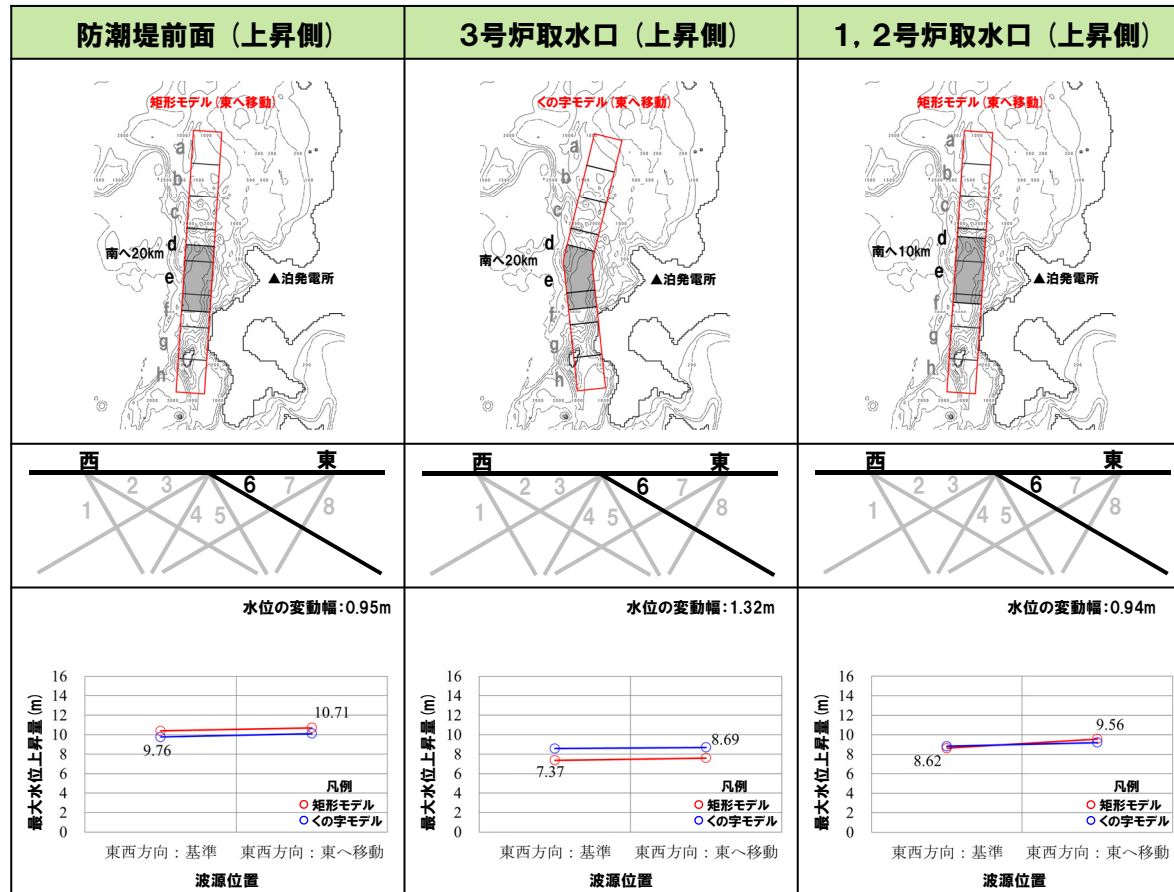 防潮堤前面（上昇側）
3号炉取水口（上昇側）
1，2号炉取水口（上昇側）
矩形モデル(東へ移動)
a
b
c
d
南へ20km
e
▲泊発電所
f
g
h
くの字モデル(東へ移動)
a
b
c
d
南へ20km
e
▲泊発電所
f
g
h
矩形モデル(東へ移動)
a
b
c
d
南へ10km
e
▲泊発電所
f
g
h
西 東
1 2 3 4 5 6 7 8
西 東
1 2 3 4 5 6 7 8
西 東
1 2 3 4 5 6 7 8
水位の変動幅：0.95m
最大水位上昇量(m)
16
14
12
10
8
6
4
2
0
9.76
10.71
凡例
矩形モデル
くの字モデル
東西方向：基準 東西方向：東へ移動
波源位置
水位の変動幅：1.32m
最大水位上昇量(m)
16
14
12
10
8
6
4
2
0
7.37
8.69
凡例
矩形モデル
くの字モデル
東西方向：基準 東西方向：東へ移動
波源位置
水位の変動幅：0.94m
最大水位上昇量(m)
16
14
12
10
8
6
4
2
0
8.62
9.56
凡例
矩形モデル
くの字モデル
東西方向：基準 東西方向：東へ移動
波源位置